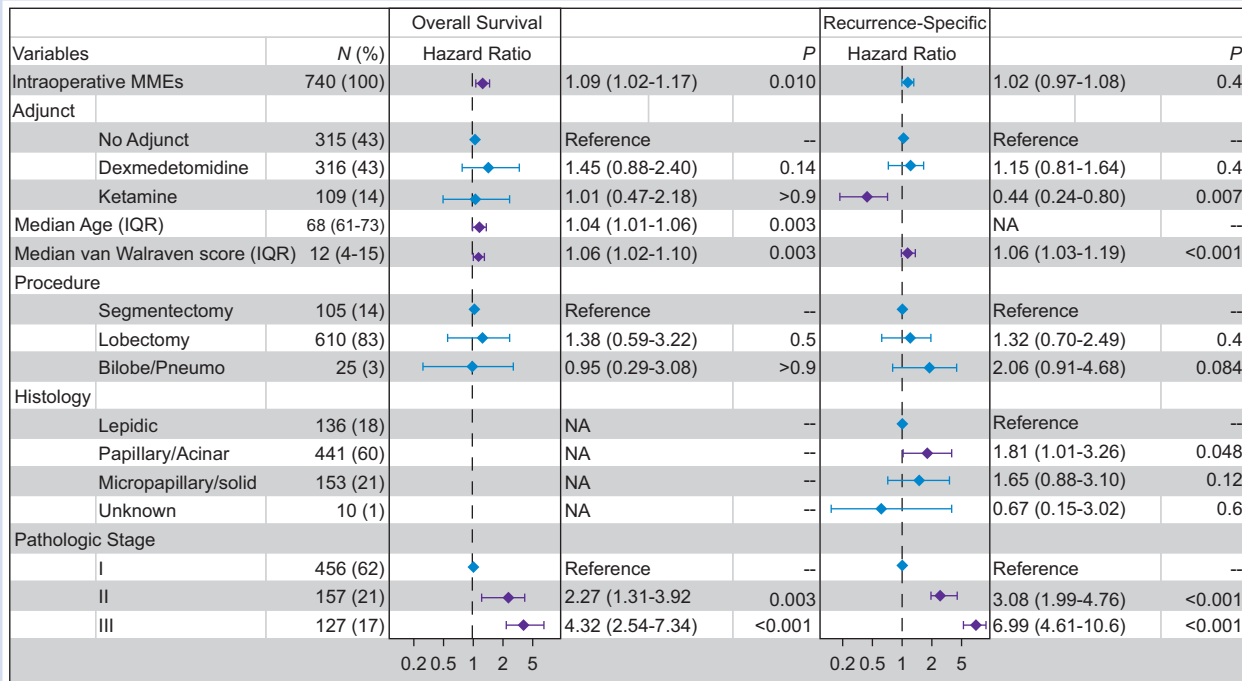 Overall Survival Recurrence-Specific
Variables N (%) Hazard Ratio P Hazard Ratio P
Intraoperative MMEs 740 (100) 1.09 (1.02-1.17) 0.010 1.02 (0.97-1.08) 0.4
Adjunct
No Adjunct 315 (43) Reference -- Reference --
Dexmedetomidine 316 (43) 1.45 (0.88-2.40) 0.14 1.15 (0.81-1.64) 0.4
Ketamine 109 (14) 1.01 (0.47-2.18) >0.9 0.44 (0.24-0.80) 0.007
Median Age (IQR) 68 (61-73) 1.04 (1.01-1.06) 0.003 NA --
Median van Walraven score (IQR) 12 (4-15) 1.06 (1.02-1.10) 0.003 1.06 (1.03-1.19) <0.001
Procedure
Segmentectomy 105 (14) Reference -- Reference --
Lobectomy 610 (83) 1.38 (0.59-3.22) 0.5 1.32 (0.70-2.49) 0.4
Bilobe/Pneumo 25 (3) 0.95 (0.29-3.08) >0.9 2.06 (0.91-4.68) 0.084
Histology
Lepidic 136 (18) NA -- Reference --
Papillary/Acinar 441 (60) NA -- 1.81 (1.01-3.26) 0.048
Micropapillary/solid 153 (21) NA -- 1.65 (0.88-3.10) 0.12
Unknown 10 (1) NA -- 0.67 (0.15-3.02) 0.6
Pathologic Stage
I 456 (62) Reference -- Reference --
II 157 (21) 2.27 (1.31-3.92 0.003 3.08 (1.99-4.76) <0.001
III 127 (17) 4.32 (2.54-7.34) <0.001 6.99 (4.61-10.6) <0.001
0.2 0.5 1 2 5 0.2 0.5 1 2 5